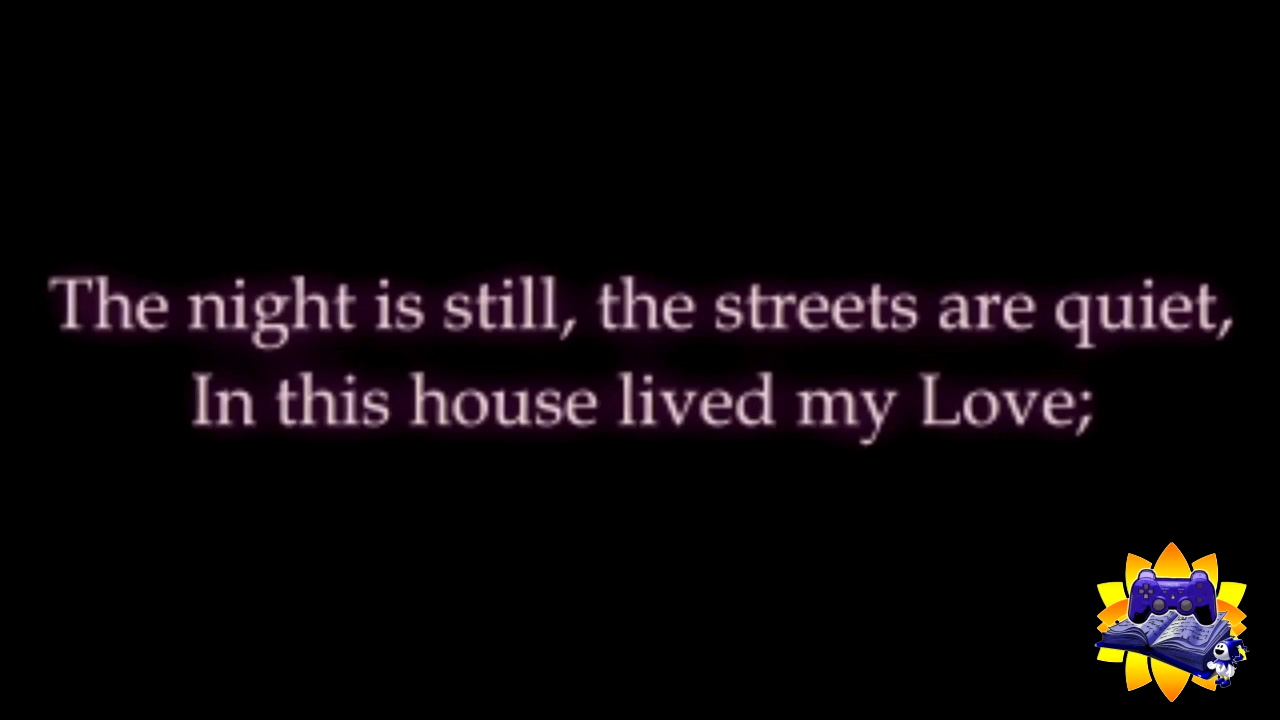 The night is still, the streets are quiet,
In this house lived my Love;